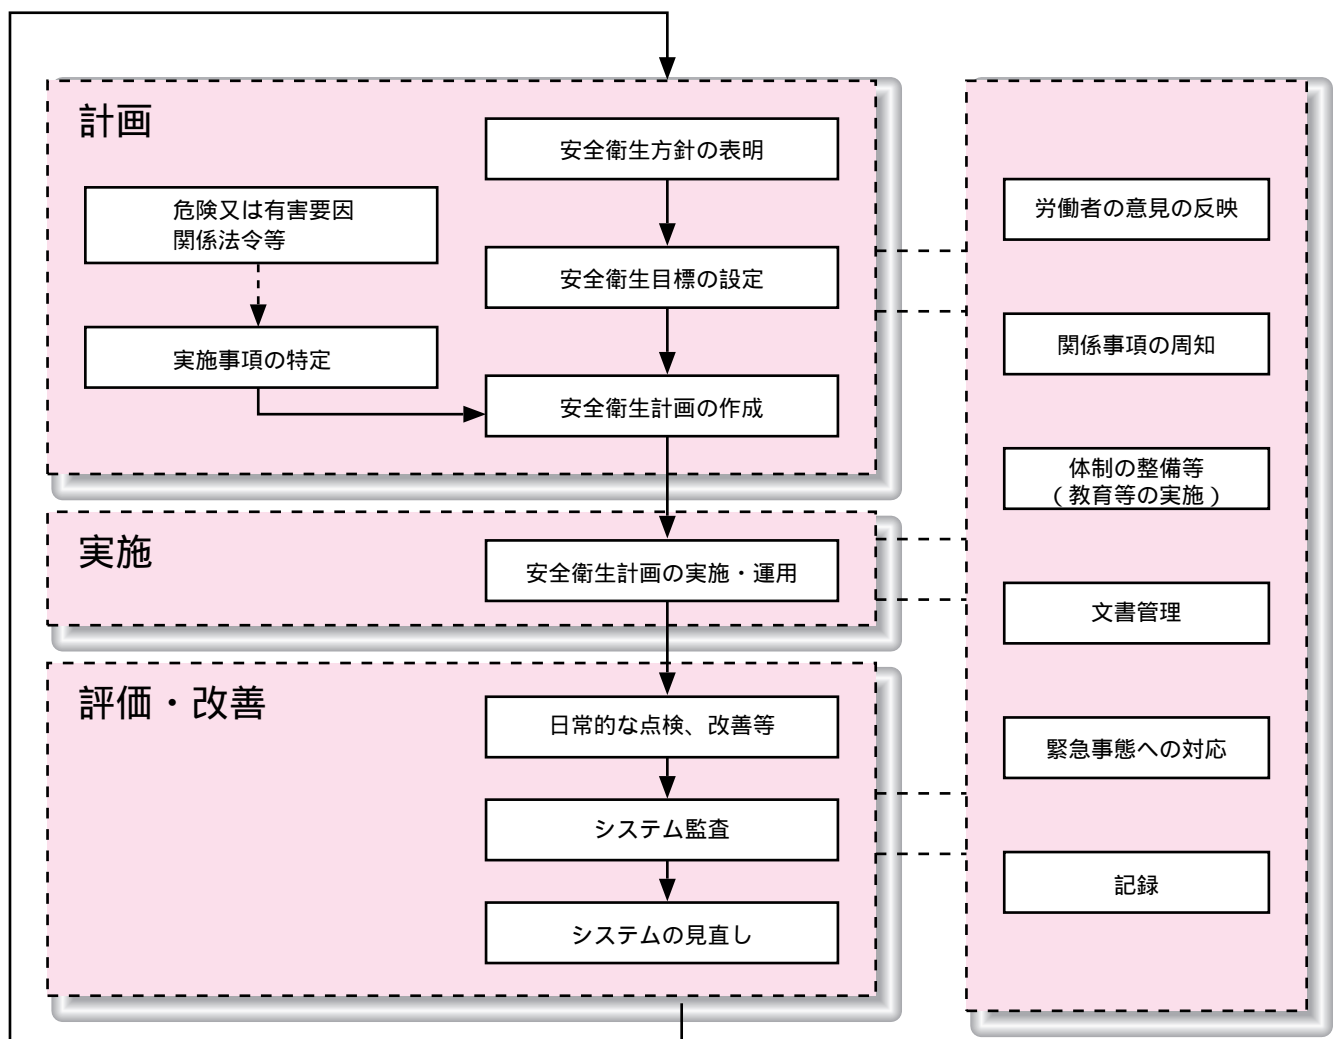 計画
安全衛生方針の表明
危険又は有害要因
関係法令等
安全衛生目標の設定
実施事項の特定
安全衛生計画の作成
実施
安全衛生計画の実施・運用
評価・改善
日常的な点検、改善等
システム監査
システムの見直し
労働者の意見の反映
関係事項の周知
体制の整備等
(教育等の実施)
文書管理
緊急事態への対応
記録